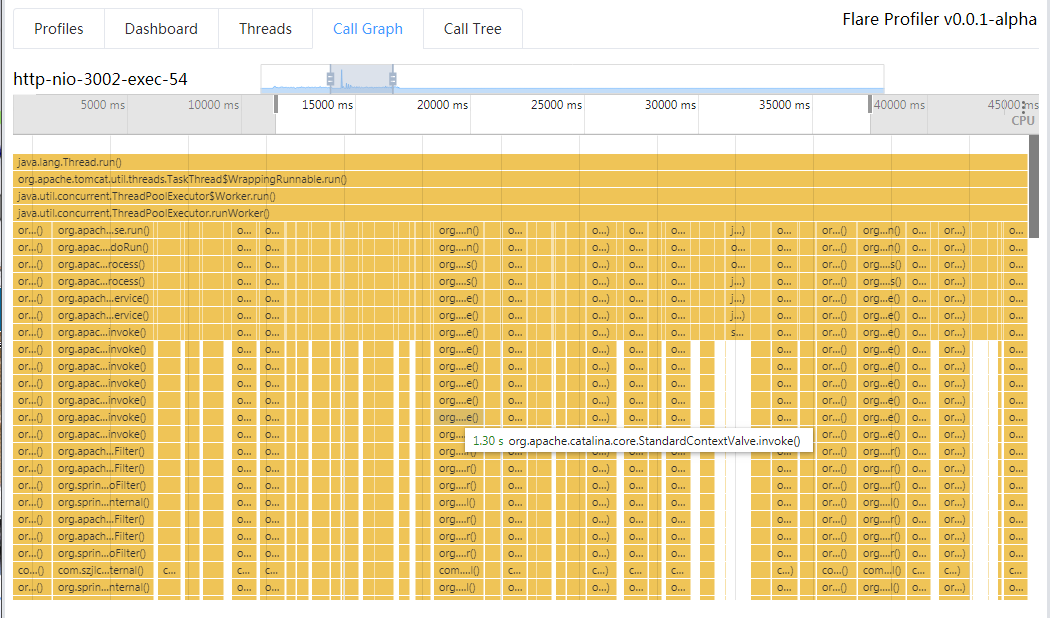 Profiles Dashboard Threads Call Graph Call Tree Flare Profiler v0.0.1-alpha
http-nio-3002-exec-54
5000 ms 10000 ms 15000 ms 20000 ms 25000 ms 30000 ms 35000 ms 40000 ms 45000 ms
CPU
java.lang.Thread.run()
org.apache.tomcat.util.threads.TaskThread$WrappingRunnable.run()
java.util.concurrent.ThreadPoolExecutor$Worker.run()
java.util.concurrent.ThreadPoolExecutor.runWorker()
or...() org.apach...se.run() o... o... org....n() o... o...) o... o... j...) o... or...() org...n() o... or...) o...
or...() org.apac....doRun() o... o... org....n() o... o...) o... o... o... o... or...() org...n() o... or...) o...
or...() org.apac...rocess() o... o... org....s() o... o...) o... o... o... o... or...() org...s() o... or...) o...
or...() org.apac...rocess() o... o... org....s() o... o...) o... o... j...) o... or...() org...s() o... or...) o...
or...() org.apach...ervice() o... o... org....e() o... o...) o... o... j...) o... or...() org...e() o... or...) o...
or...() org.apach...ervice() o... o... org....e() o... o...) o... o... j...) o... or...() org...e() o... or...) o...
or...() org.apac...invoke() o... o... org....e() o... o...) o... o... s... o... or...() org...e() o... or...) o...
or...() org.apac...invoke() o... o... org....e() o... o...) o... o... o... or...() org...e() o... or...) o...
or...() org.apac...invoke() o... o... org....e() o... o...) o... o... o... or...() org...e() o... or...) o...
or...() org.apac...invoke() o... o... org....e() o... o...) o... o... o... or...() org...e() o... or...) o...
or...() org.apac...invoke() o... o... org....e() o... o...) o... o... o... or...() org...e() o... or...) o...
or...() org.apac...invoke() o... o... org....e() o... o...) o... o... o... or...() org...e() o... or...) o...
or...() org.apac...invoke() o... o... org... or...() org...e() o... or...) o...
1.30 s org.apache.catalina.core.StandardContextValve.invoke()
or...() org.apach...Filter() o... o... org....r() o... o...) o... o... o... or...() org...r() o... or...) o...
or...() org.apach...Filter() o... o... org....r() o... o...) o... o... o... or...() org...r() o... or...) o...
or...() org.sprin...oFilter() o... o... org....r() o... o...) o... o... o... or...() org...r() o... or...) o...
or...() org.sprin...nternal() o... o... org....l() o... o...) o... o... o... or...() org...l() o... or...) o...
or...() org.apach...Filter() o... o... org....r() o... o...) o... o... o... or...() org...r() o... or...) o...
or...() org.apach...Filter() o... o... org....r() o... o...) o... o... o... or...() org...r() o... or...) o...
or...() org.sprin...oFilter() o... o... org....r() o... o...) o... o... o... or...() org...r() o... or...) o...
co...() com.szjlc...ternal() c... c... c... com....l() c... c...) c... c... c...) co...() com...l() c... c...) c...
or...() org.sprin...nternal() o... o... org....l() o... o...) o... o... o... or...() org...l() o... or...) o...